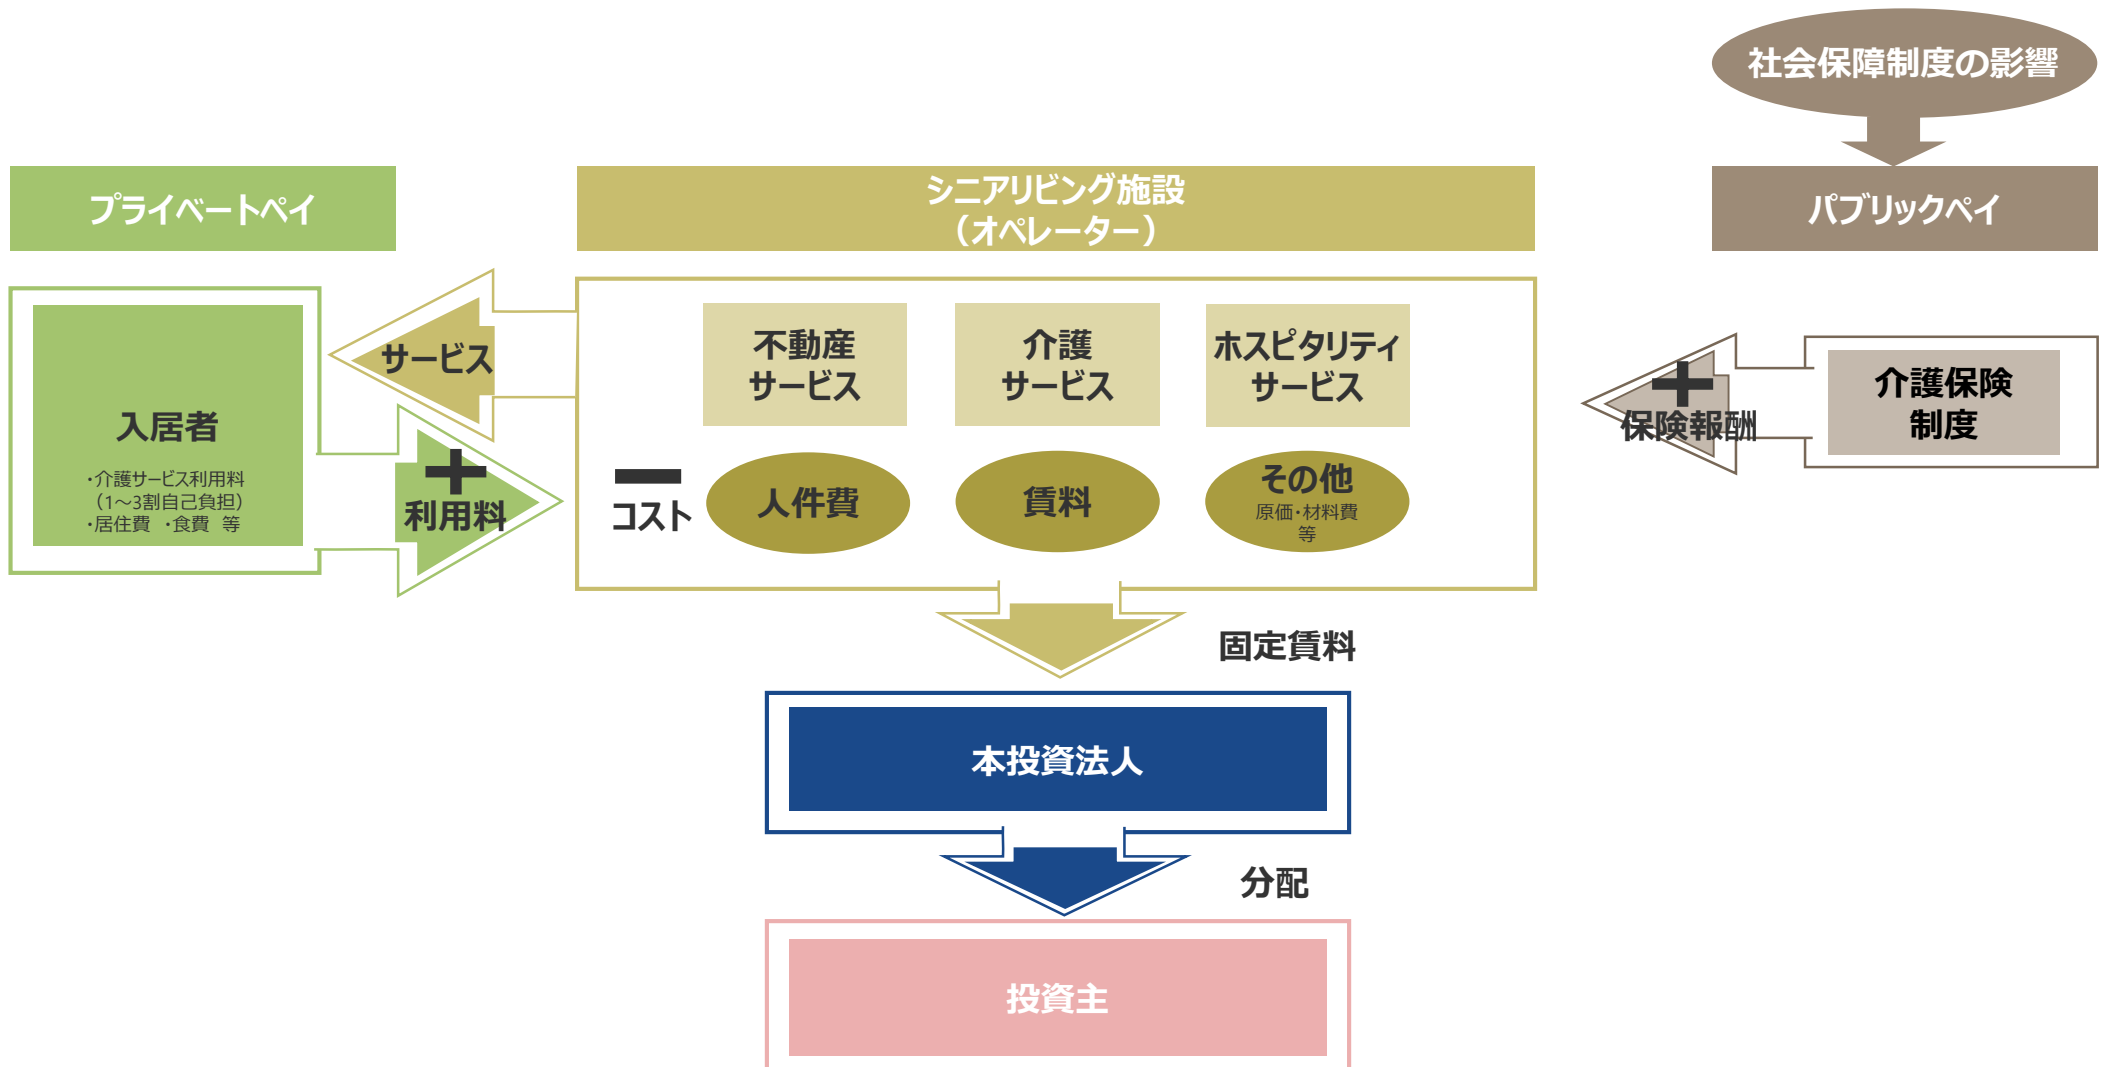 社会保障制度の影響
プライベートペイ
シニアリビング施設
（オペレーター）
パブリックペイ
入居者
・介護サービス利用料
（1～3割自己負担）
・居住費　・食費　等
サービス
＋
利用料
不動産
サービス
介護
サービス
ホスピタリティ
サービス
ー
コスト
人件費
賃料
その他
原価・材料費
等
＋
保険報酬
介護保険
制度
固定賃料
本投資法人
分配
投資主